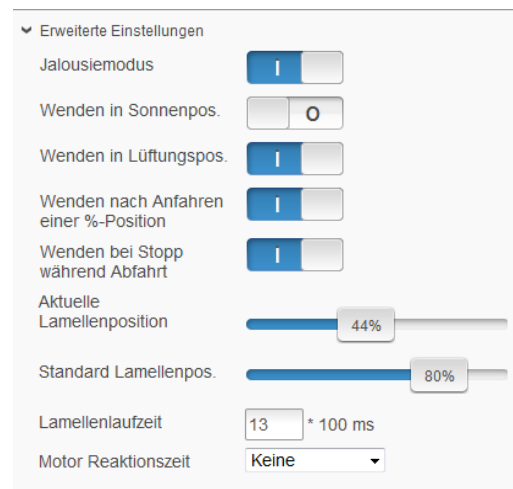 Erweiterte Einstellungen
Jalousiemodus I
Wenden in Sonnenpos. O
Wenden in Lüftungspos. I
Wenden nach Anfahren
einer %-Position I
Wenden bei Stopp
während Abfahrt I
Aktuelle
Lamellenposition 44%
Standard Lamellenpos. 80%
Lamellenlaufzeit 13 * 100 ms
Motor Reaktionszeit Keine